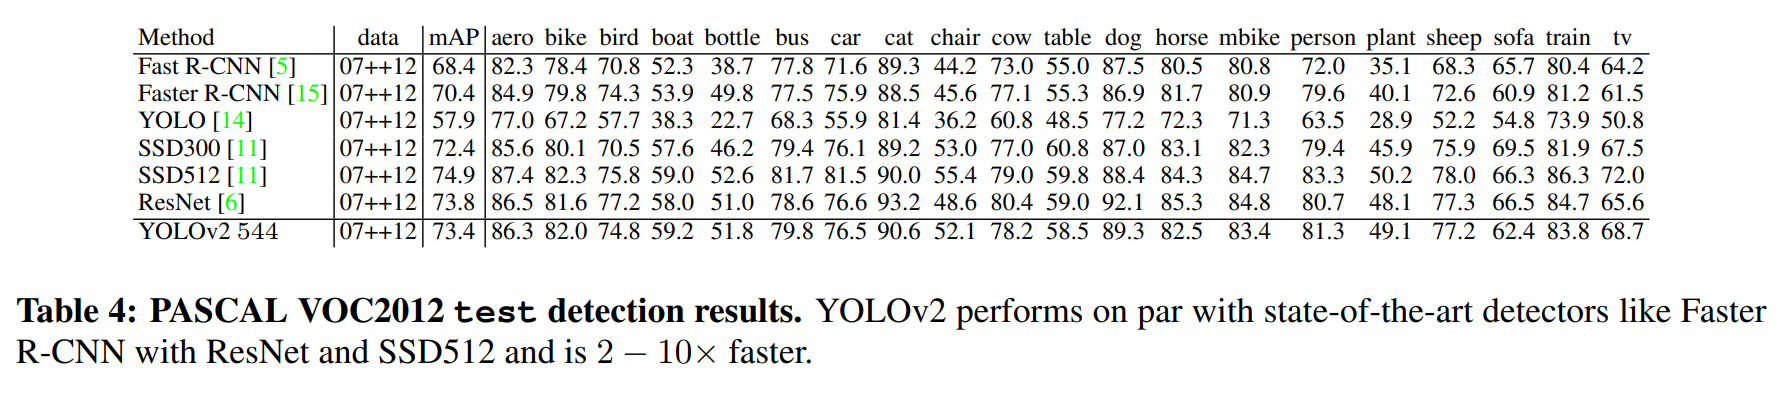 Method data mAP aero bike bird boat bottle bus car cat chair cow table dog horse mbike person plant sheep sofa train tv
Fast R-CNN [5] 07++12 68.4 82.3 78.4 70.8 52.3 38.7 77.8 71.6 89.3 44.2 73.0 55.0 87.5 80.5 80.8 72.0 35.1 68.3 65.7 80.4 64.2
Faster R-CNN [15] 07++12 70.4 84.9 79.8 74.3 53.9 49.8 77.5 75.9 88.5 45.6 77.1 55.3 86.9 81.7 80.9 79.6 40.1 72.6 60.9 81.2 61.5
YOLO [14] 07++12 57.9 77.0 67.2 57.7 38.3 22.7 68.3 55.9 81.4 36.2 60.8 48.5 77.2 72.3 71.3 63.5 28.9 52.2 54.8 73.9 50.8
SSD300 [11] 07++12 72.4 85.6 80.1 70.5 57.6 46.2 79.4 76.1 89.2 53.0 77.0 60.8 87.0 83.1 82.3 79.4 45.9 75.9 69.5 81.9 67.5
SSD512 [11] 07++12 74.9 87.4 82.3 75.8 59.0 52.6 81.7 81.5 90.0 55.4 79.0 59.8 88.4 84.3 84.7 83.3 50.2 78.0 66.3 86.3 72.0
ResNet [6] 07++12 73.8 86.5 81.6 77.2 58.0 51.0 78.6 76.6 93.2 48.6 80.4 59.0 92.1 85.3 84.8 80.7 48.1 77.3 66.5 84.7 65.6
YOLOv2 544 07++12 73.4 86.3 82.0 74.8 59.2 51.8 79.8 76.5 90.6 52.1 78.2 58.5 89.3 82.5 83.4 81.3 49.1 77.2 62.4 83.8 68.7
Table 4: PASCAL VOC2012 test detection results. YOLOv2 performs on par with state-of-the-art detectors like Faster
R-CNN with ResNet and SSD512 and is 2 − 10× faster.